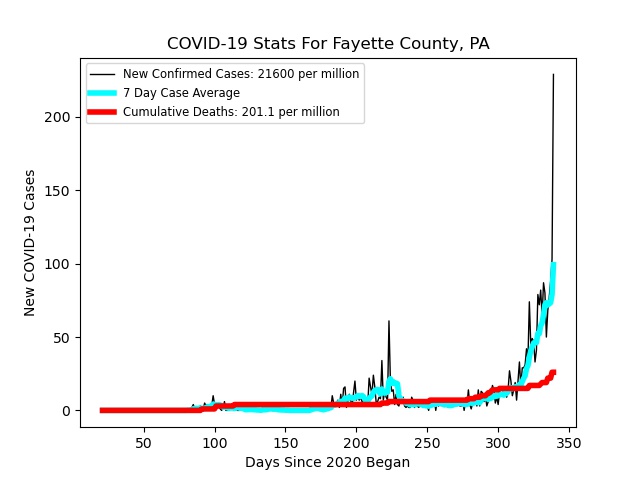 COVID-19 Stats For Fayette County, PA
New Confirmed Cases: 21600 per million
7 Day Case Average
Cumulative Deaths: 201.1 per million
New COVID-19 Cases
200
150
100
50
0
50 100 150 200 250 300 350
Days Since 2020 Began